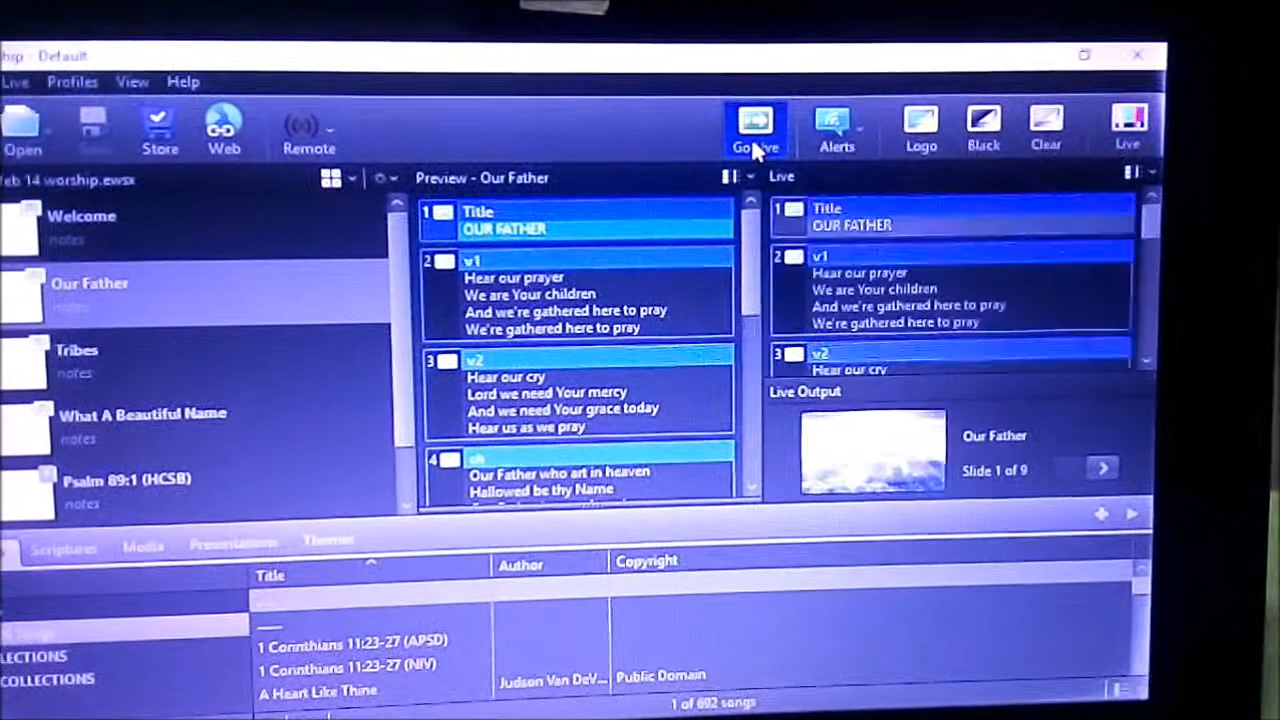 hip - Default
Live Profiles View Help
Open Store Web Remote Go Live Alerts Logo Black Clear Live
feb 14 worship.ewsx
Welcome
notes
Our Father
notes
Tribes
notes
What A Beautiful Name
notes
Psalm 89:1 (HCSB)
notes
Preview - Our Father
1 Title
OUR FATHER
2 v1
Hear our prayer
We are Your children
And we're gathered here to pray
We're gathered here to pray
3 v2
Hear our cry
Lord we need Your mercy
And we need Your grace today
Hear us as we pray
4 ch
Our Father who art in heaven
Hallowed be thy Name
Live
1 Title
OUR FATHER
2 v1
Hear our prayer
We are Your children
And we're gathered here to pray
We're gathered here to pray
3 v2
Hear our cry
Live Output
Our Father
Slide 1 of 9
Scriptures Media Presentations Themes
Title Author Copyright
LECTIONS
COLLECTIONS
1 Corinthians 11:23-27 (APSD)
1 Corinthians 11:23-27 (NIV)
A Heart Like Thine Judson Van DeV... Public Domain
1 of 692 songs